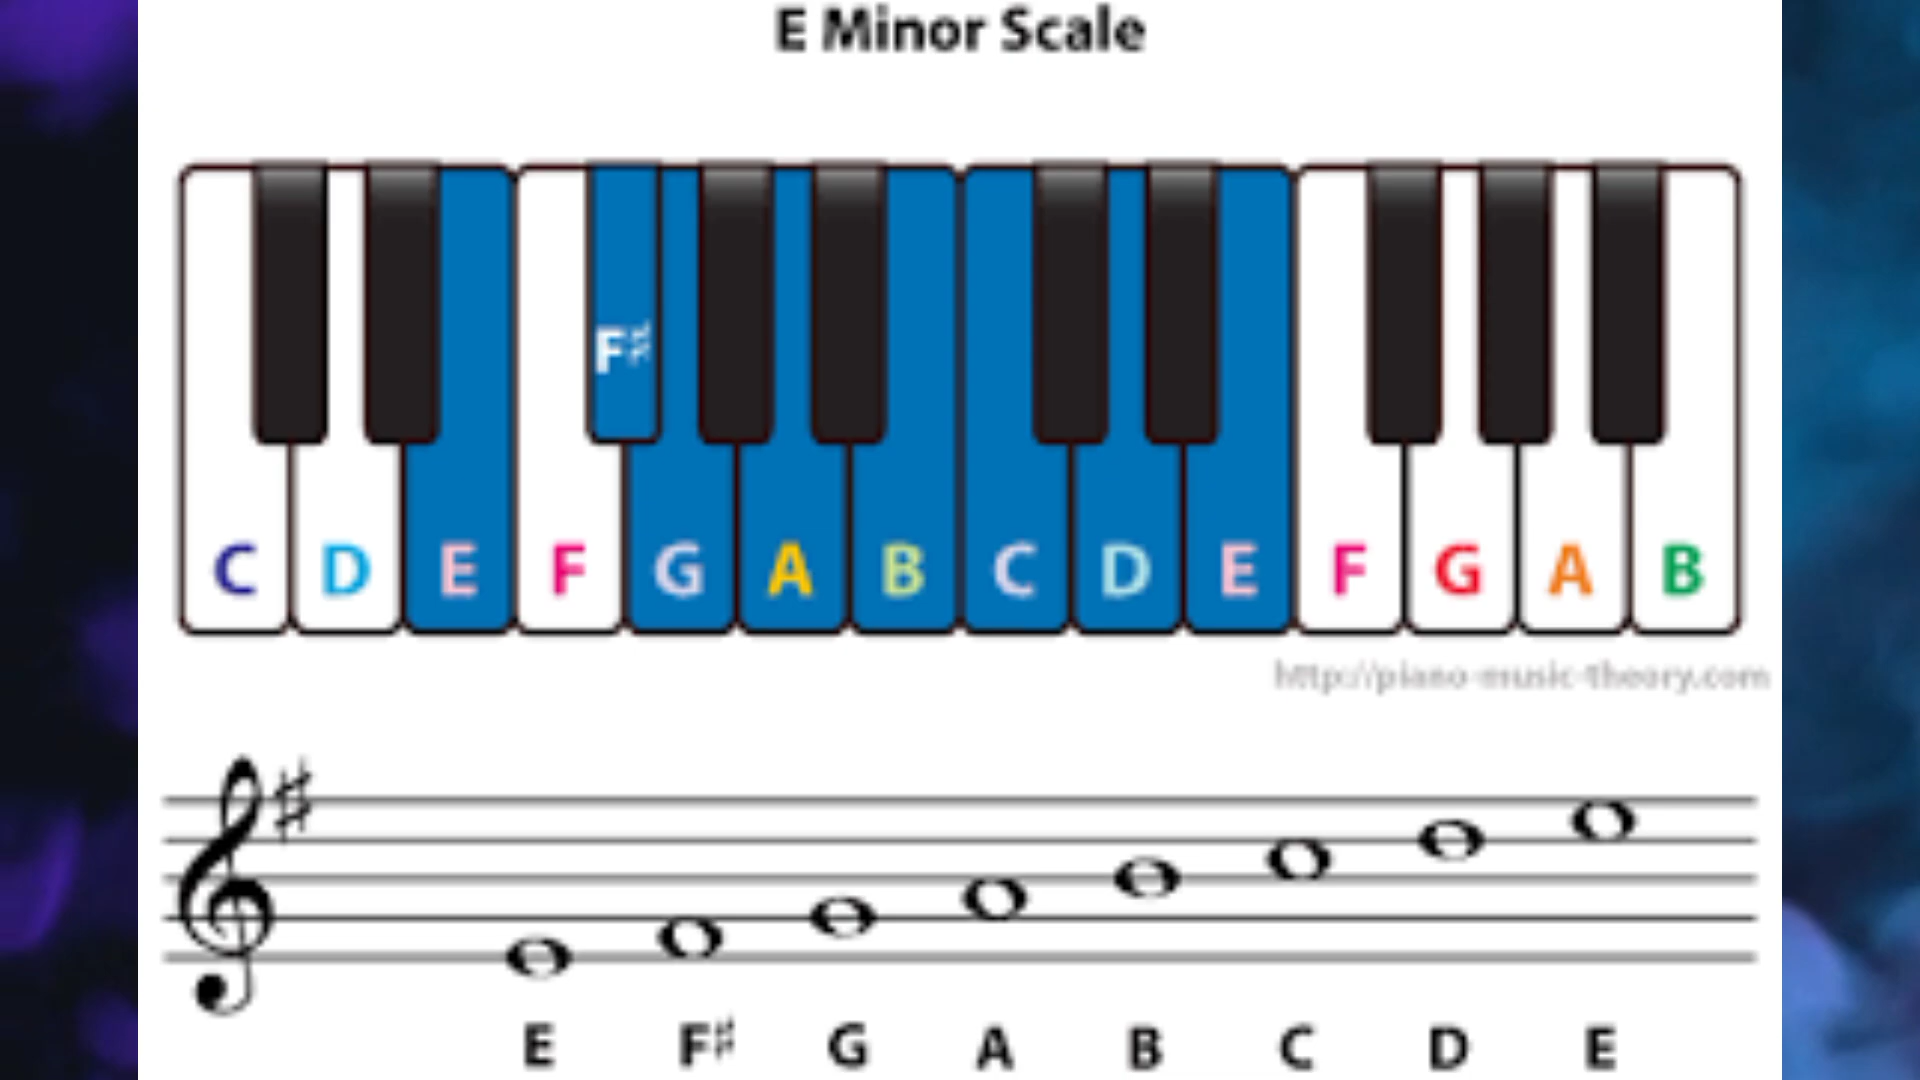 E Minor Scale
F♯
C D E F G A B C D E F G A B
http://piano-music-theory.com
E F♯ G A B C D E